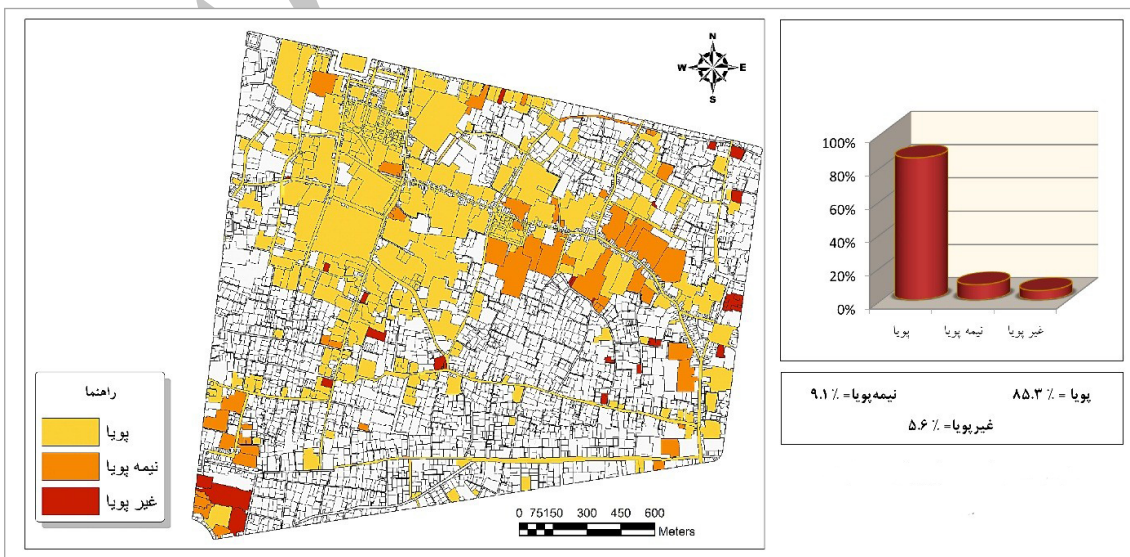 N
W E
S
راهنما
پویا
نیمه پویا
غیر پویا
0 75150 300 450 600
Meters
100%
80%
60%
40%
20%
0%
پویا نیمه پویا غیر پویا
پویا = % ۸۵.۳ نیمه‌پویا= % ۹.۱
غیرپویا= % ۵.۶